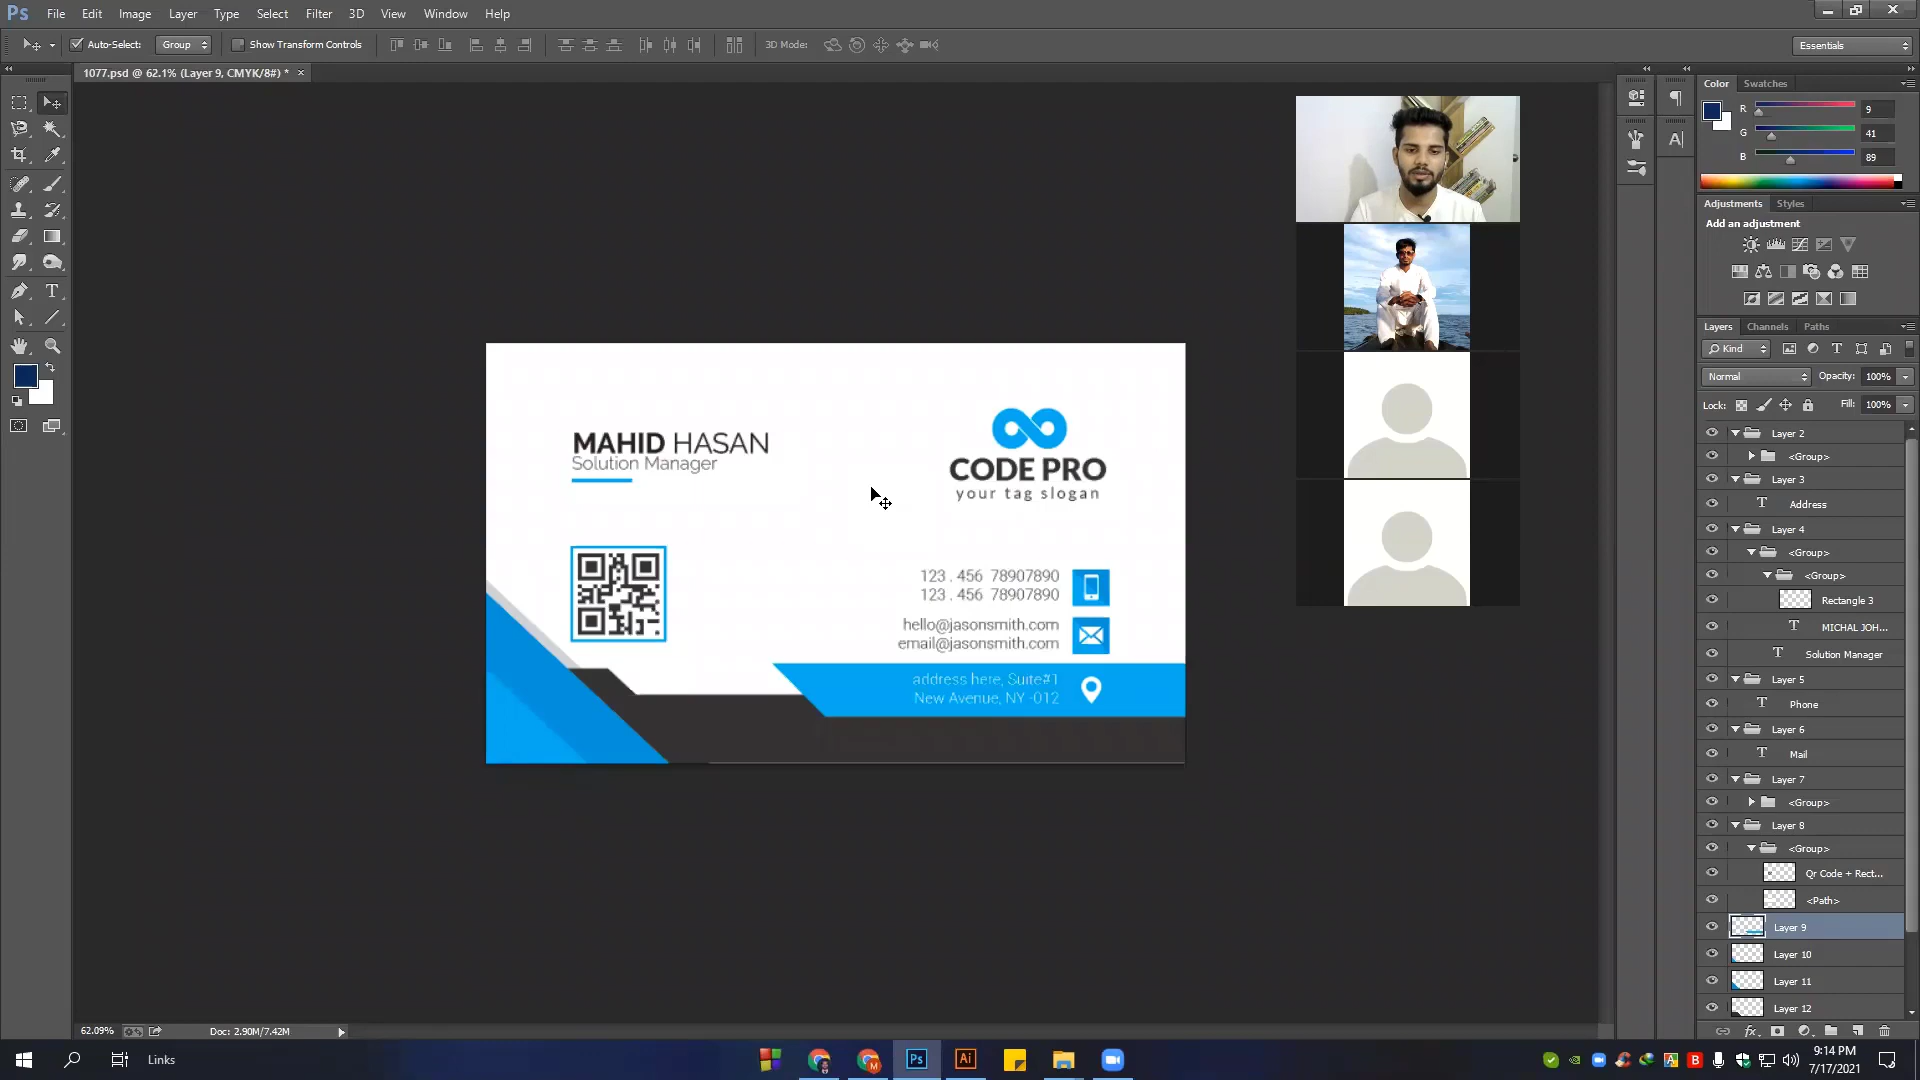 Ps File Edit Image Layer Type Select Filter 3D View Window Help
Auto-Select: Group Show Transform Controls 3D Mode: Essentials
1077.psd @ 62.1% (Layer 9, CMYK/8#) *
Color Swatches
R 9
G 41
B 89
Adjustments Styles
Add an adjustment
Layers Channels Paths
Kind
Normal Opacity: 100%
Lock: Fill: 100%
Layer 2
<Group>
Layer 3
Address
Layer 4
<Group>
<Group>
Rectangle 3
MICHAL JOH...
Solution Manager
Layer 5
Phone
Layer 6
Mail
Layer 7
<Group>
Layer 8
<Group>
Qr Code + Rect...
<Path>
Layer 9
Layer 10
Layer 11
Layer 12
MAHID HASAN
Solution Manager
CODE PRO
your tag slogan
123 . 456 78907890
123 . 456 78907890
hello@jasonsmith.com
email@jasonsmith.com
address here, Suite#1
New Avenue, NY -012
62.09% Doc: 2.90M/7.42M
Links
Ps Ai
9:14 PM
7/17/2021